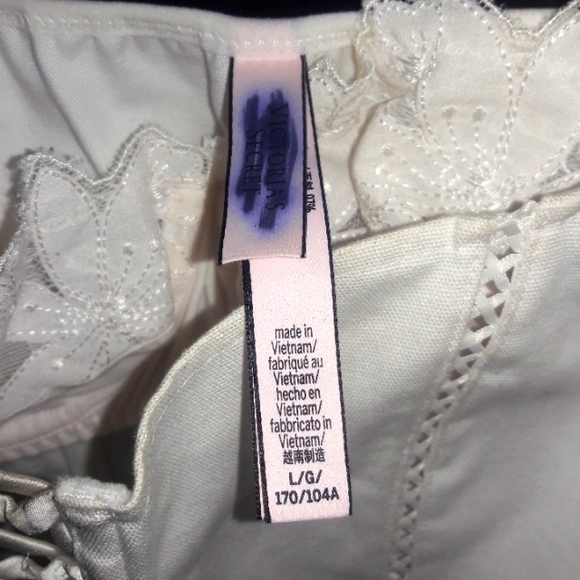 VICTORIA'S
SECRET
made in
Vietnam/
fabriqué au
Vietnam/
hecho en
Vietnam/
fabbricato in
Vietnam/
越南制造
L/G/
170/104A